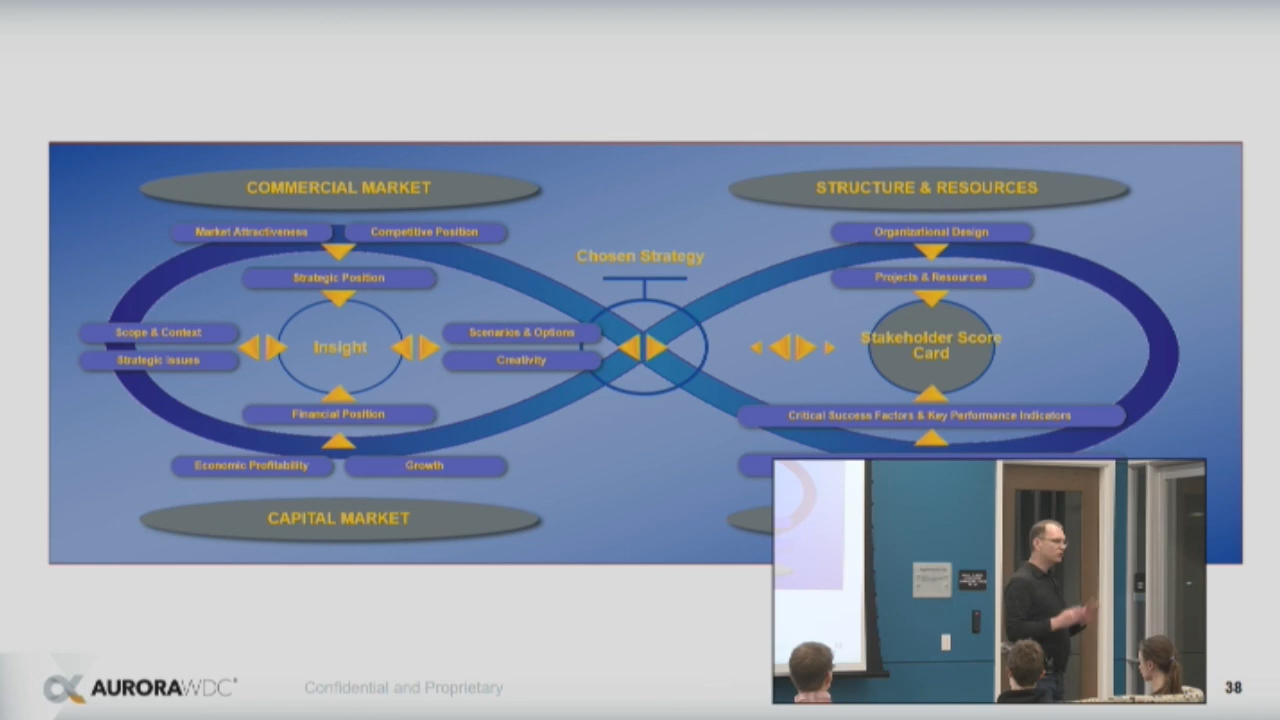 COMMERCIAL MARKET
STRUCTURE & RESOURCES
Market Attractiveness
Competitive Position
Organizational Design
Chosen Strategy
Strategic Position
Projects & Resources
Scope & Context
Scenarios & Options
Insight
Stakeholder Score
Card
Strategic Issues
Creativity
Financial Position
Critical Success Factors & Key Performance Indicators
Economic Profitability
Growth
CAPITAL MARKET
AURORAWDC
Confidential and Proprietary
38